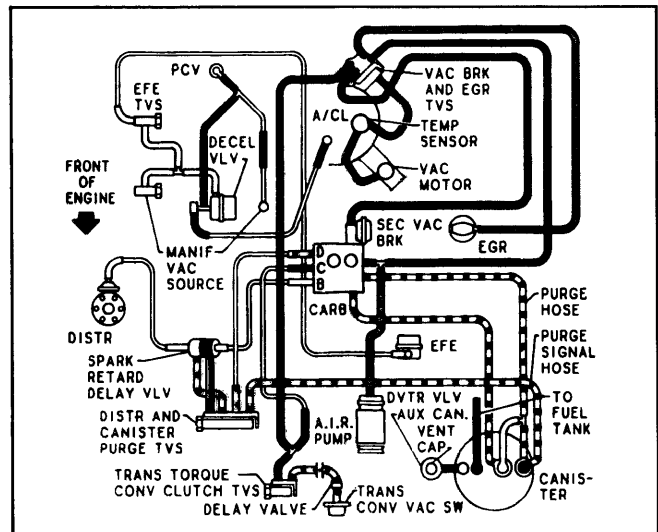 PCV
EFE
TVS
VAC BRK
AND EGR
TVS
A/CL
TEMP
SENSOR
DECEL
VLV
FRONT
OF
ENGINE
VAC
MOTOR
SEC VAC
BRK
EGR
MANIF
VAC
SOURCE
D
C
B
CARB
PURGE
HOSE
DISTR
EFE
PURGE
SIGNAL
HOSE
SPARK
RETARD
DELAY VLV
DVTR VLV
AUX CAN.
VENT
CAP
TO
FUEL
TANK
DISTR AND
CANISTER
PURGE TVS
A.I.R.
PUMP
TRANS TORQUE
CONV CLUTCH TVS
DELAY VALVE
TRANS
CONV VAC SW
CANIS-
TER